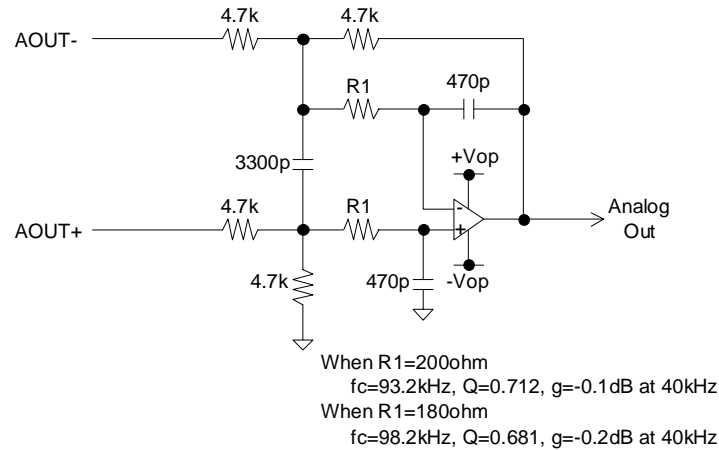 4.7k
4.7k
AOUT-
R1
470p
3300p
+Vop
4.7k
R1
-
+
Analog
Out
AOUT+
4.7k
470p
-Vop
When R1=200ohm
fc=93.2kHz, Q=0.712, g=-0.1dB at 40kHz
When R1=180ohm
fc=98.2kHz, Q=0.681, g=-0.2dB at 40kHz